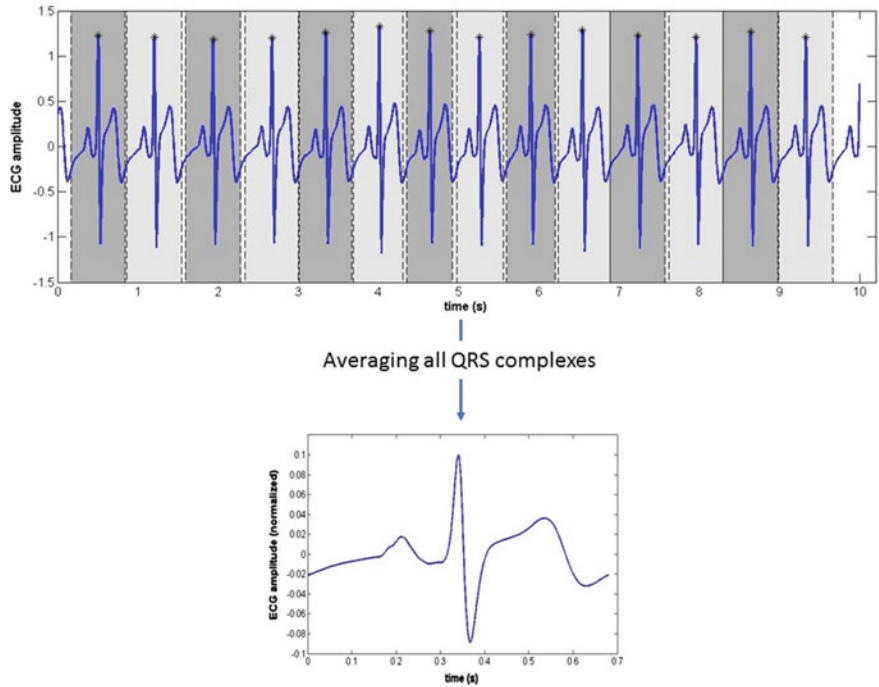 1.5
1
0.5
0
-0.5
-1
-1.5
ECG amplitude
0 1 2 3 4 5 6 7 8 9 10
time (s)
Averaging all QRS complexes
0.1
0.08
0.06
0.04
0.02
0
-0.02
-0.04
-0.06
-0.08
-0.1
ECG amplitude (normalized)
0 0.1 0.2 0.3 0.4 0.5 0.6 0.7
time (s)